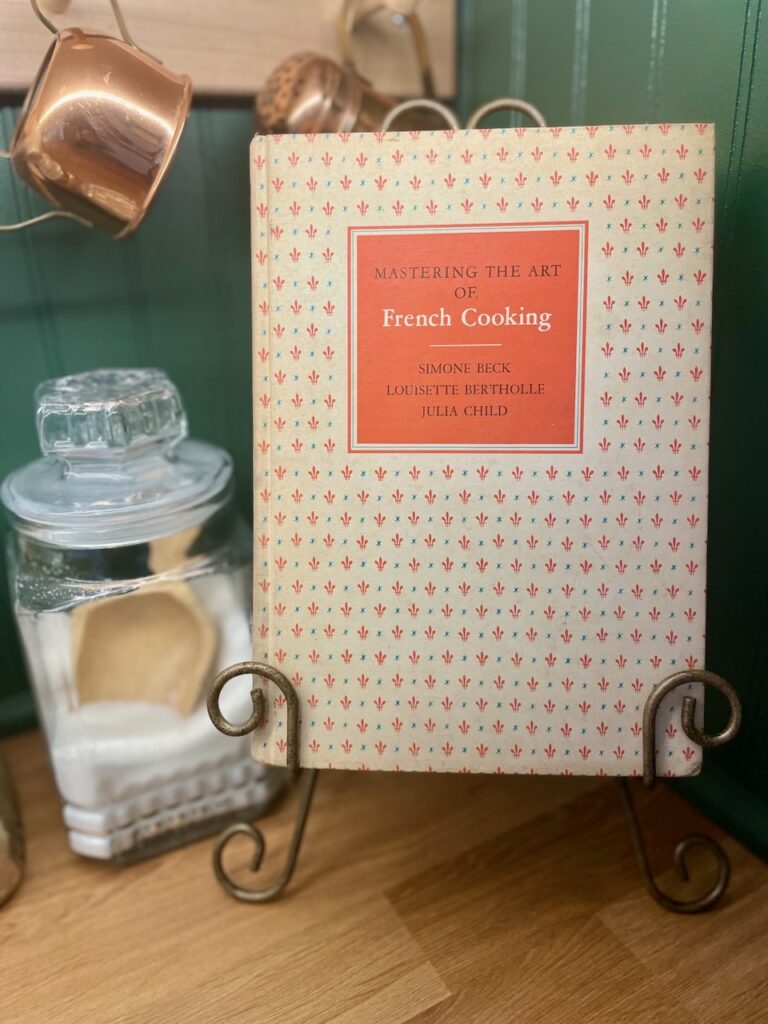 MASTERING THE ART
OF
French Cooking
SIMONE BECK
LOUISETTE BERTHOLLE
JULIA CHILD